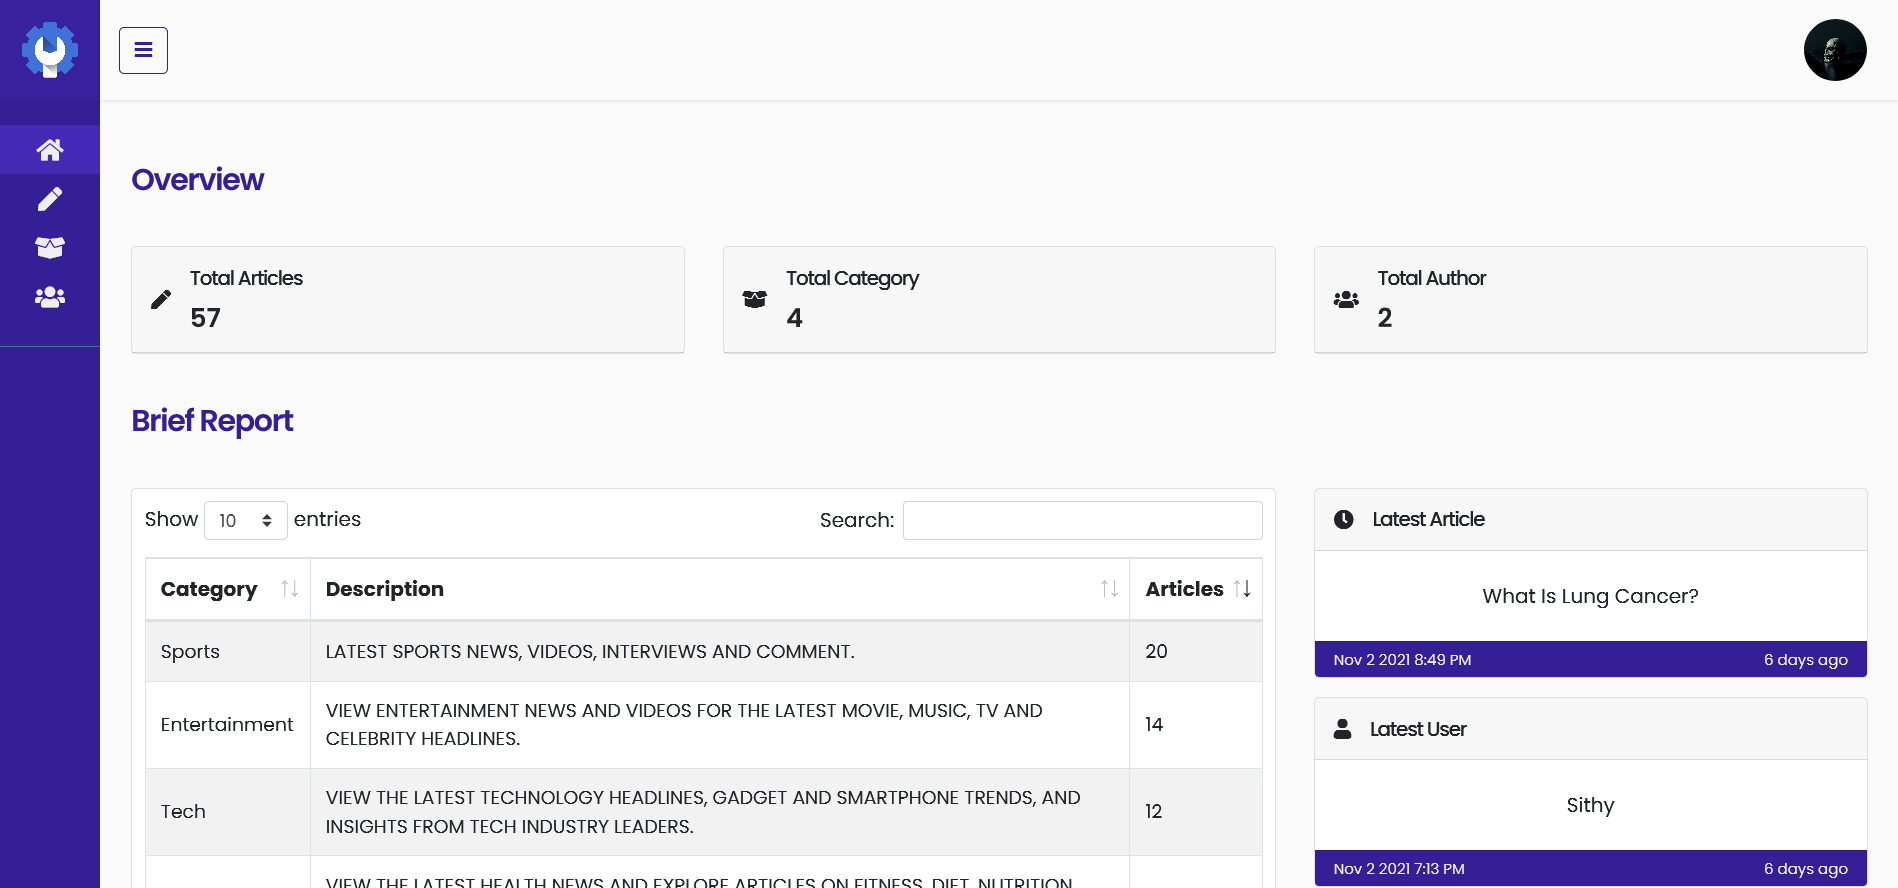 Overview
Total Articles
57
Total Category
4
Total Author
2
Brief Report
Show 10 entries
Search:
Category Description Articles
Sports LATEST SPORTS NEWS, VIDEOS, INTERVIEWS AND COMMENT. 20
Entertainment VIEW ENTERTAINMENT NEWS AND VIDEOS FOR THE LATEST MOVIE, MUSIC, TV AND
CELEBRITY HEADLINES. 14
Tech VIEW THE LATEST TECHNOLOGY HEADLINES, GADGET AND SMARTPHONE TRENDS, AND
INSIGHTS FROM TECH INDUSTRY LEADERS. 12
VIEW THE LATEST HEALTH NEWS AND EXPLORE ARTICLES ON FITNESS, DIET, NUTRITION,
Latest Article
What Is Lung Cancer?
Nov 2 2021 8:49 PM 6 days ago
Latest User
Sithy
Nov 2 2021 7:13 PM 6 days ago